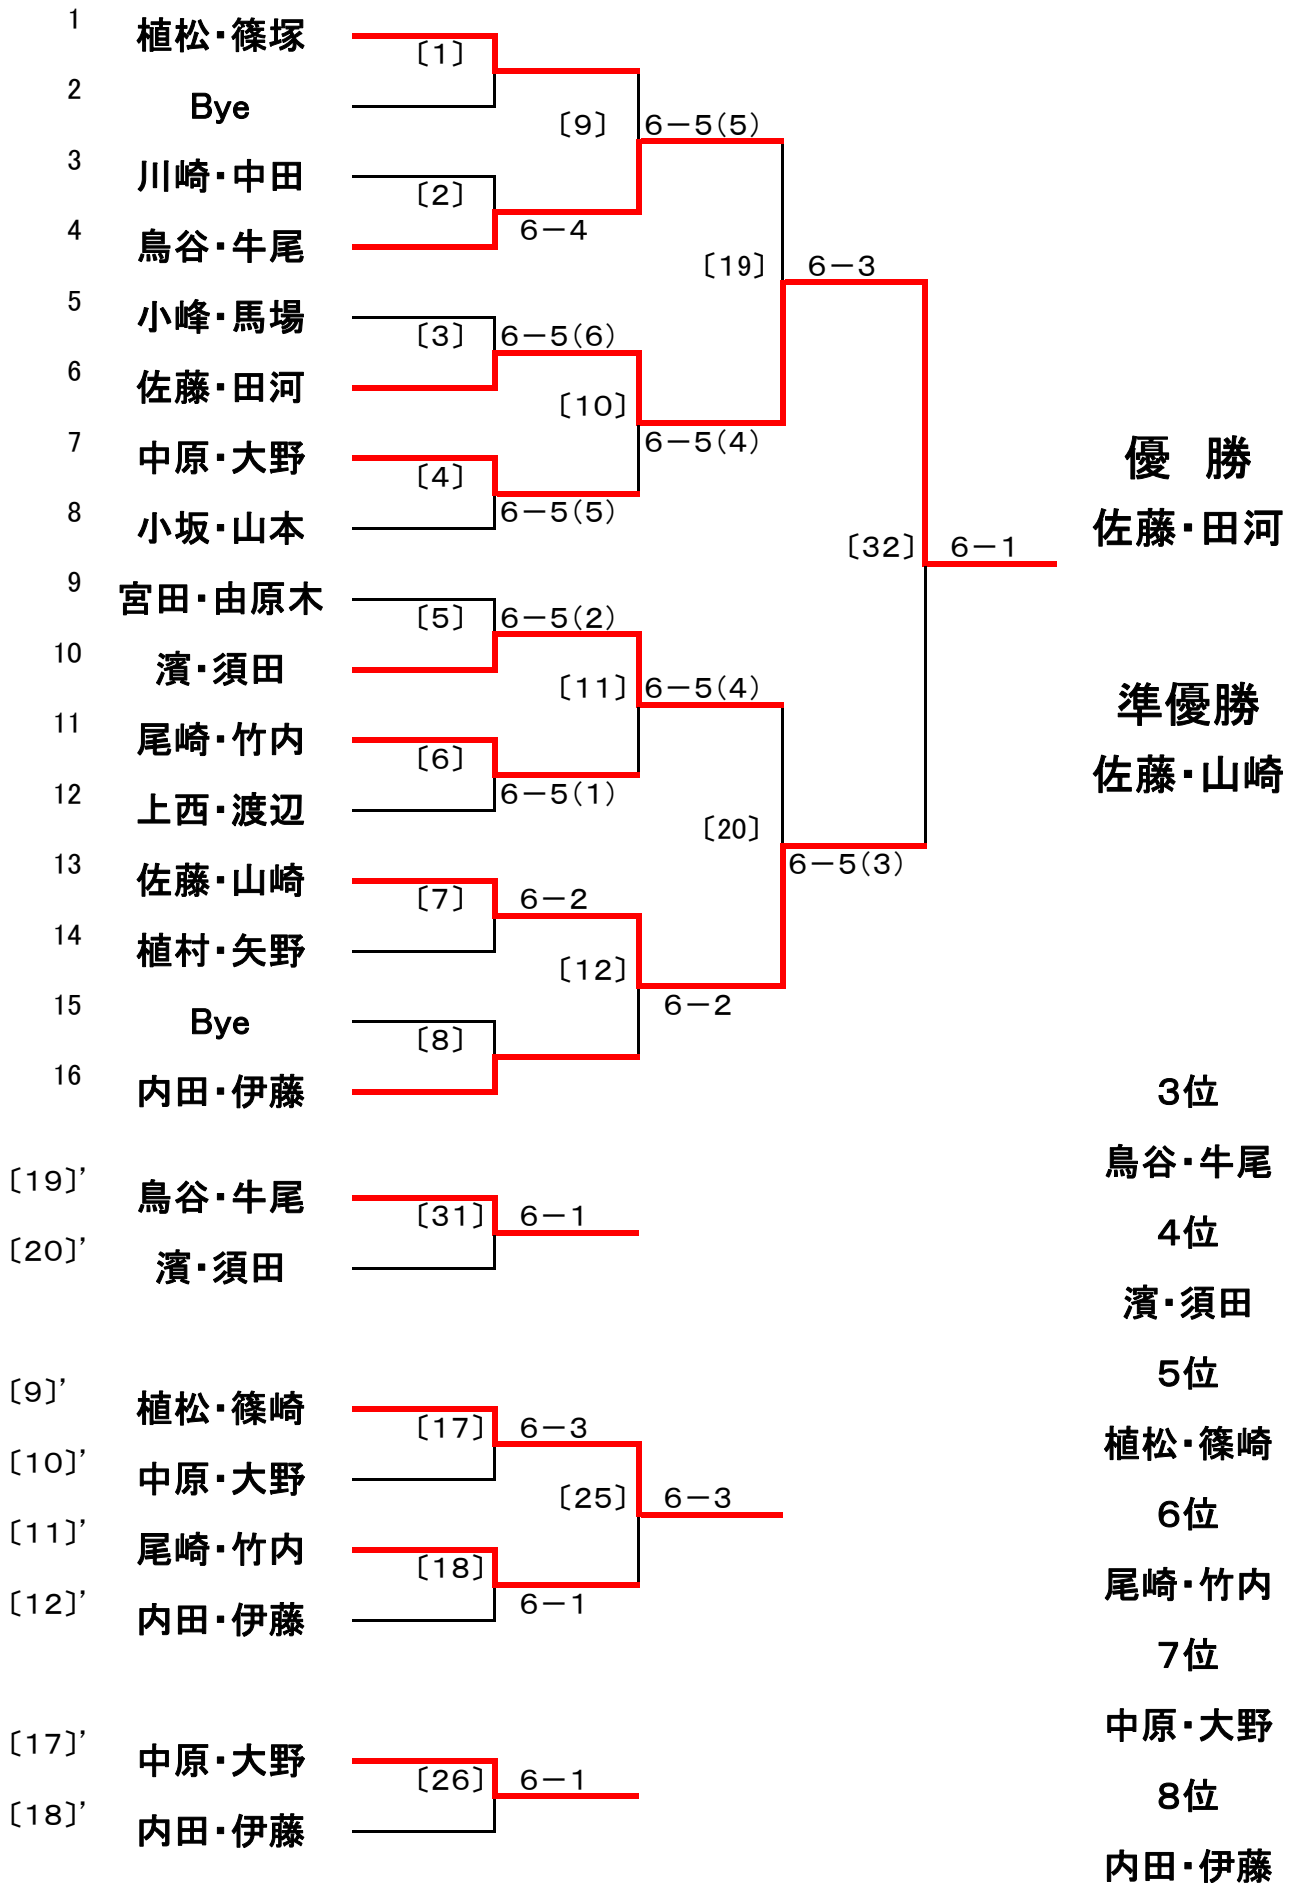 1 植松・篠塚
〔1〕
2 Bye
〔9〕 6－5(5)
3 川崎・中田
〔2〕
4 鳥谷・牛尾 6－4
〔19〕 6－3
5 小峰・馬場
〔3〕 6－5(6)
6 佐藤・田河
〔10〕
6－5(4)
7 中原・大野
〔4〕
6－5(5)
8 小坂・山本
優　勝
佐藤・田河
〔32〕 6－1
9 宮田・由原木
〔5〕 6－5(2)
10 濱・須田
〔11〕 6－5(4)
11 尾崎・竹内
〔6〕
6－5(1)
12 上西・渡辺
準優勝
佐藤・山崎
〔20〕
6－5(3)
13 佐藤・山崎
〔7〕 6－2
14 植村・矢野
〔12〕
6－2
15 Bye
〔8〕
16 内田・伊藤
3位
〔19〕’ 鳥谷・牛尾
鳥谷・牛尾
〔31〕 6－1
4位
〔20〕’ 濱・須田
濱・須田
5位
〔9〕’ 植松・篠崎
〔17〕 6－3
植松・篠崎
〔10〕’ 中原・大野
〔25〕 6－3
6位
〔11〕’ 尾崎・竹内
〔18〕
尾崎・竹内
6－1
〔12〕’ 内田・伊藤
7位
中原・大野
〔17〕’ 中原・大野
〔26〕 6－1
8位
〔18〕’ 内田・伊藤
内田・伊藤